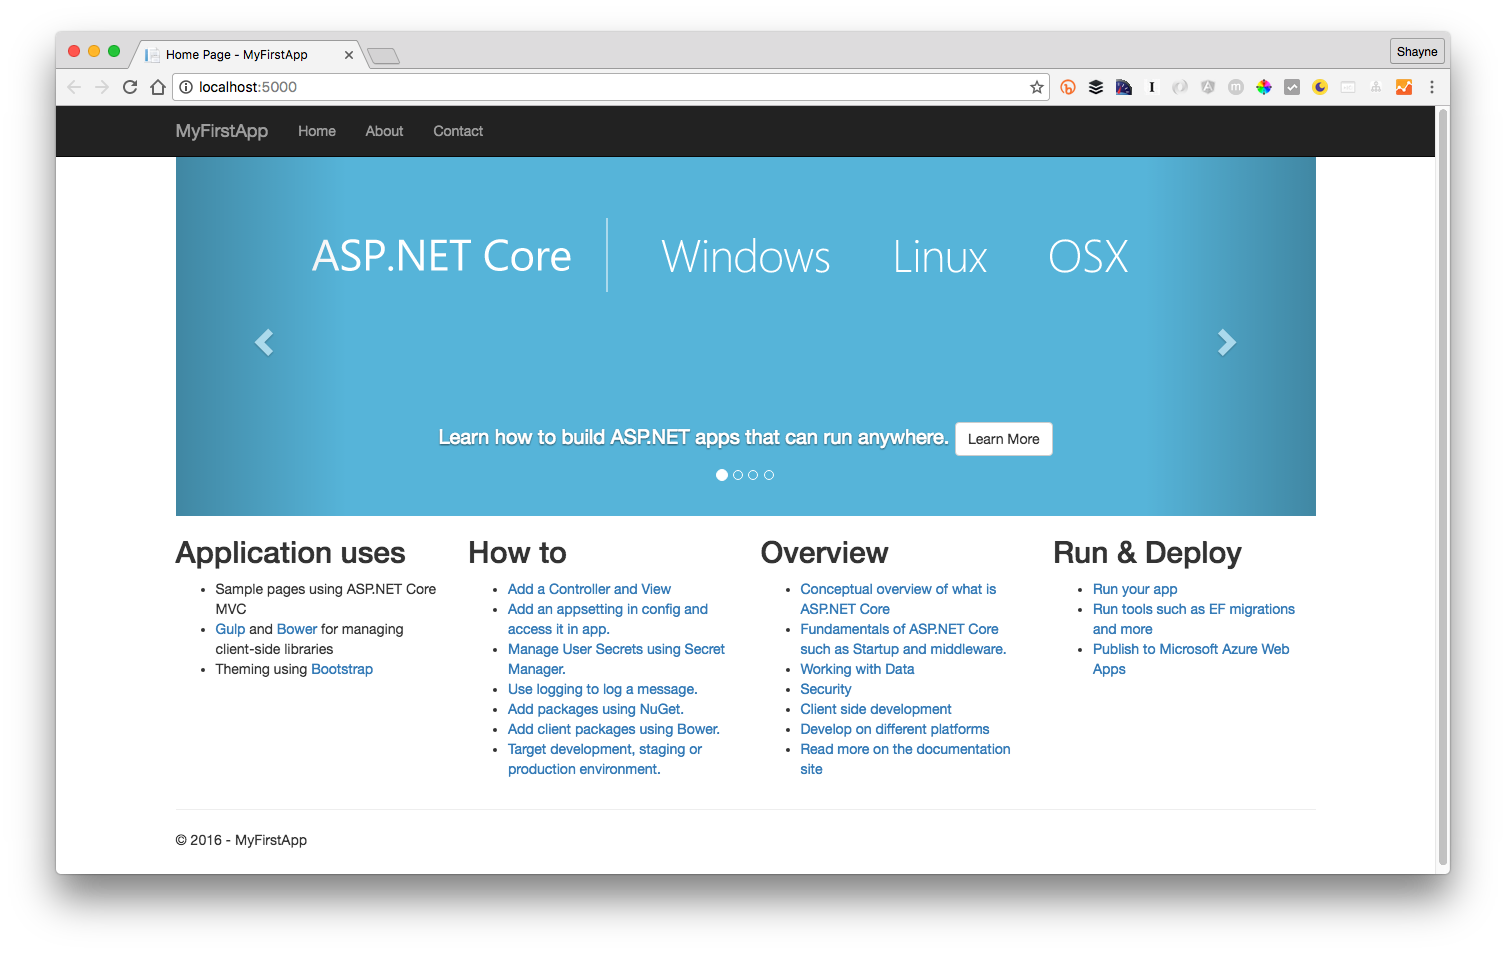 Home Page - MyFirstApp
Shayne
localhost:5000
MyFirstApp Home About Contact
ASP.NET Core Windows Linux OSX
Learn how to build ASP.NET apps that can run anywhere. Learn More
Application uses
Sample pages using ASP.NET Core
MVC
Gulp and Bower for managing
client-side libraries
Theming using Bootstrap
How to
Add a Controller and View
Add an appsetting in config and
access it in app.
Manage User Secrets using Secret
Manager.
Use logging to log a message.
Add packages using NuGet.
Add client packages using Bower.
Target development, staging or
production environment.
Overview
Conceptual overview of what is
ASP.NET Core
Fundamentals of ASP.NET Core
such as Startup and middleware.
Working with Data
Security
Client side development
Develop on different platforms
Read more on the documentation
site
Run & Deploy
Run your app
Run tools such as EF migrations
and more
Publish to Microsoft Azure Web
Apps
© 2016 - MyFirstApp